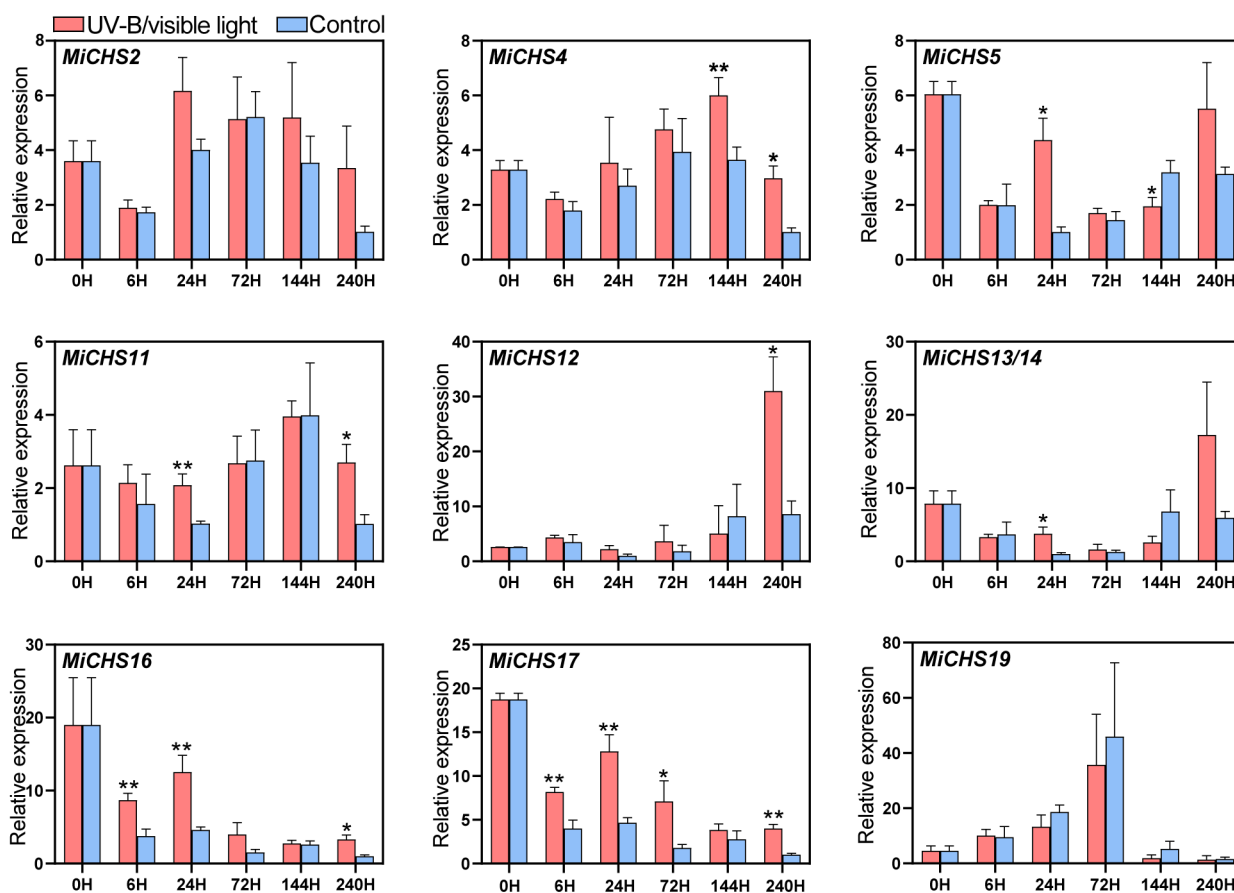 UV-B/visible light Control
MiCHS2
Relative expression
8
6
4
2
0
0H 6H 24H 72H 144H 240H
MiCHS4
Relative expression
8
6
4
2
0
**
*
0H 6H 24H 72H 144H 240H
MiCHS5
Relative expression
8
6
4
2
0
*
*
0H 6H 24H 72H 144H 240H
MiCHS11
Relative expression
6
4
2
0
**
*
0H 6H 24H 72H 144H 240H
MiCHS12
Relative expression
40
30
20
10
0
*
0H 6H 24H 72H 144H 240H
MiCHS13/14
Relative expression
30
20
10
0
*
0H 6H 24H 72H 144H 240H
MiCHS16
Relative expression
30
20
10
0
**
**
*
0H 6H 24H 72H 144H 240H
MiCHS17
Relative expression
25
20
15
10
5
0
**
**
*
**
0H 6H 24H 72H 144H 240H
MiCHS19
Relative expression
80
60
40
20
0
0H 6H 24H 72H 144H 240H